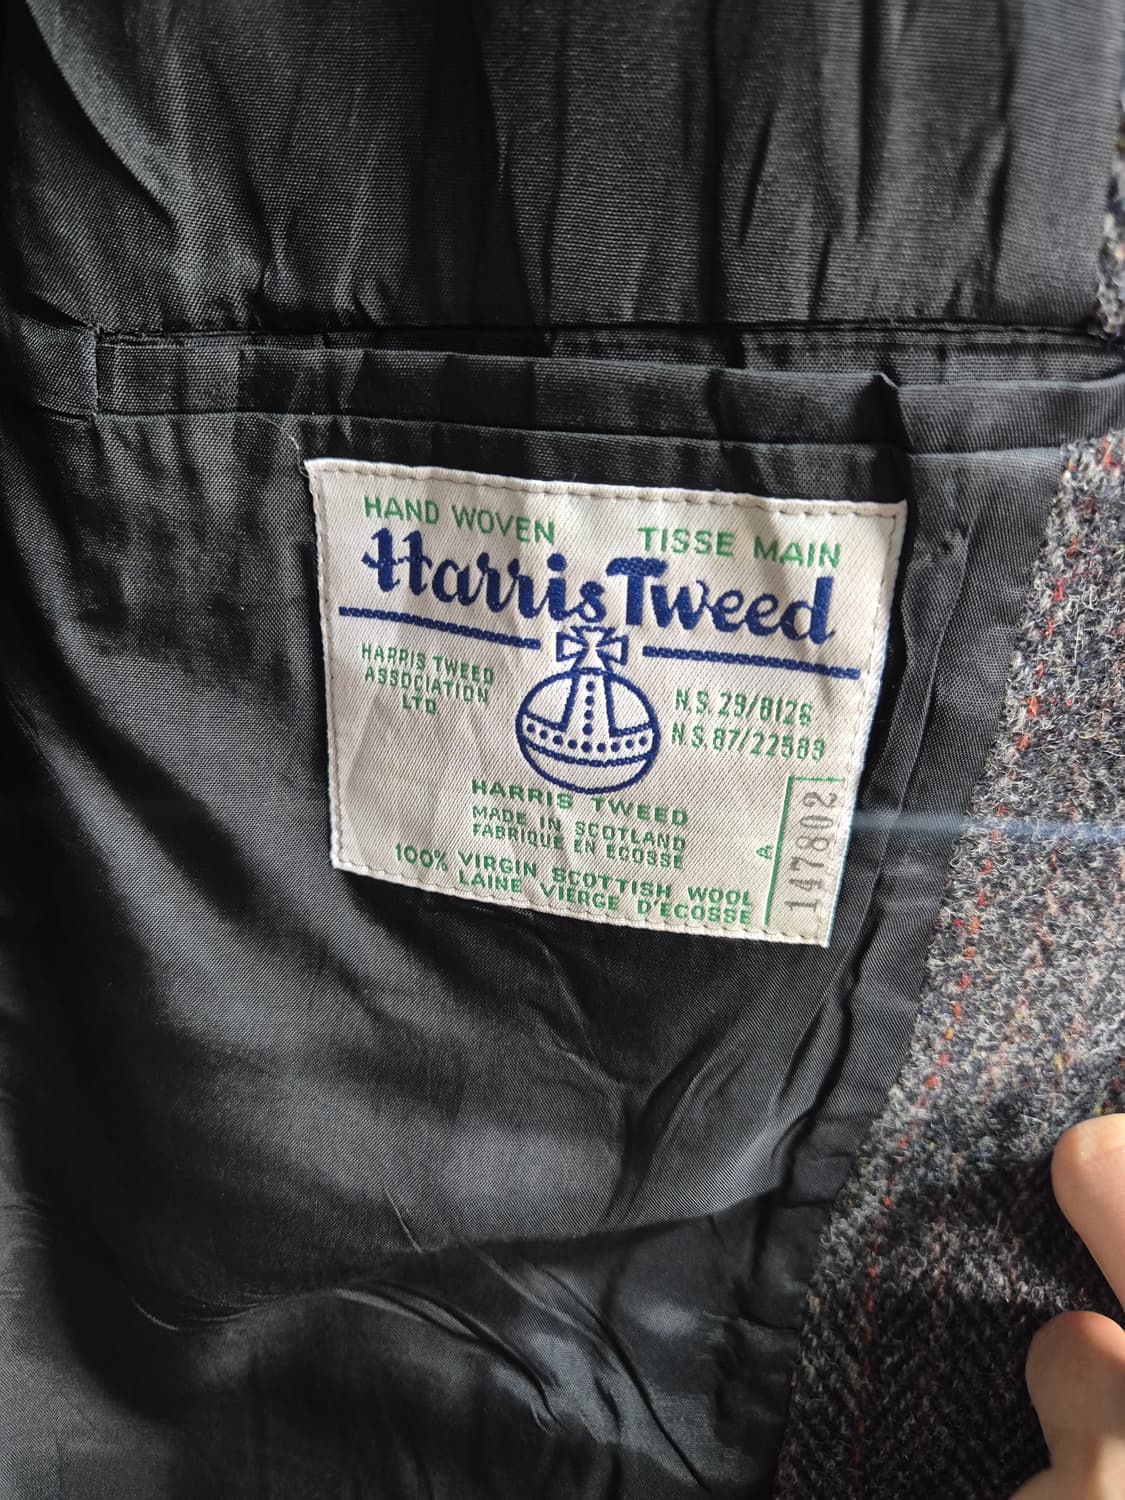 HAND WOVEN TISSE MAIN
Harris Tweed
HARRIS TWEED
ASSOCIATION
LTD
N.S. 29/8126
N.S. 87/22589
HARRIS TWEED
MADE IN SCOTLAND
FABRIQUE EN ECOSSE
100% VIRGIN SCOTTISH WOOL
LAINE VIERGE D'ECOSSE
A
147802